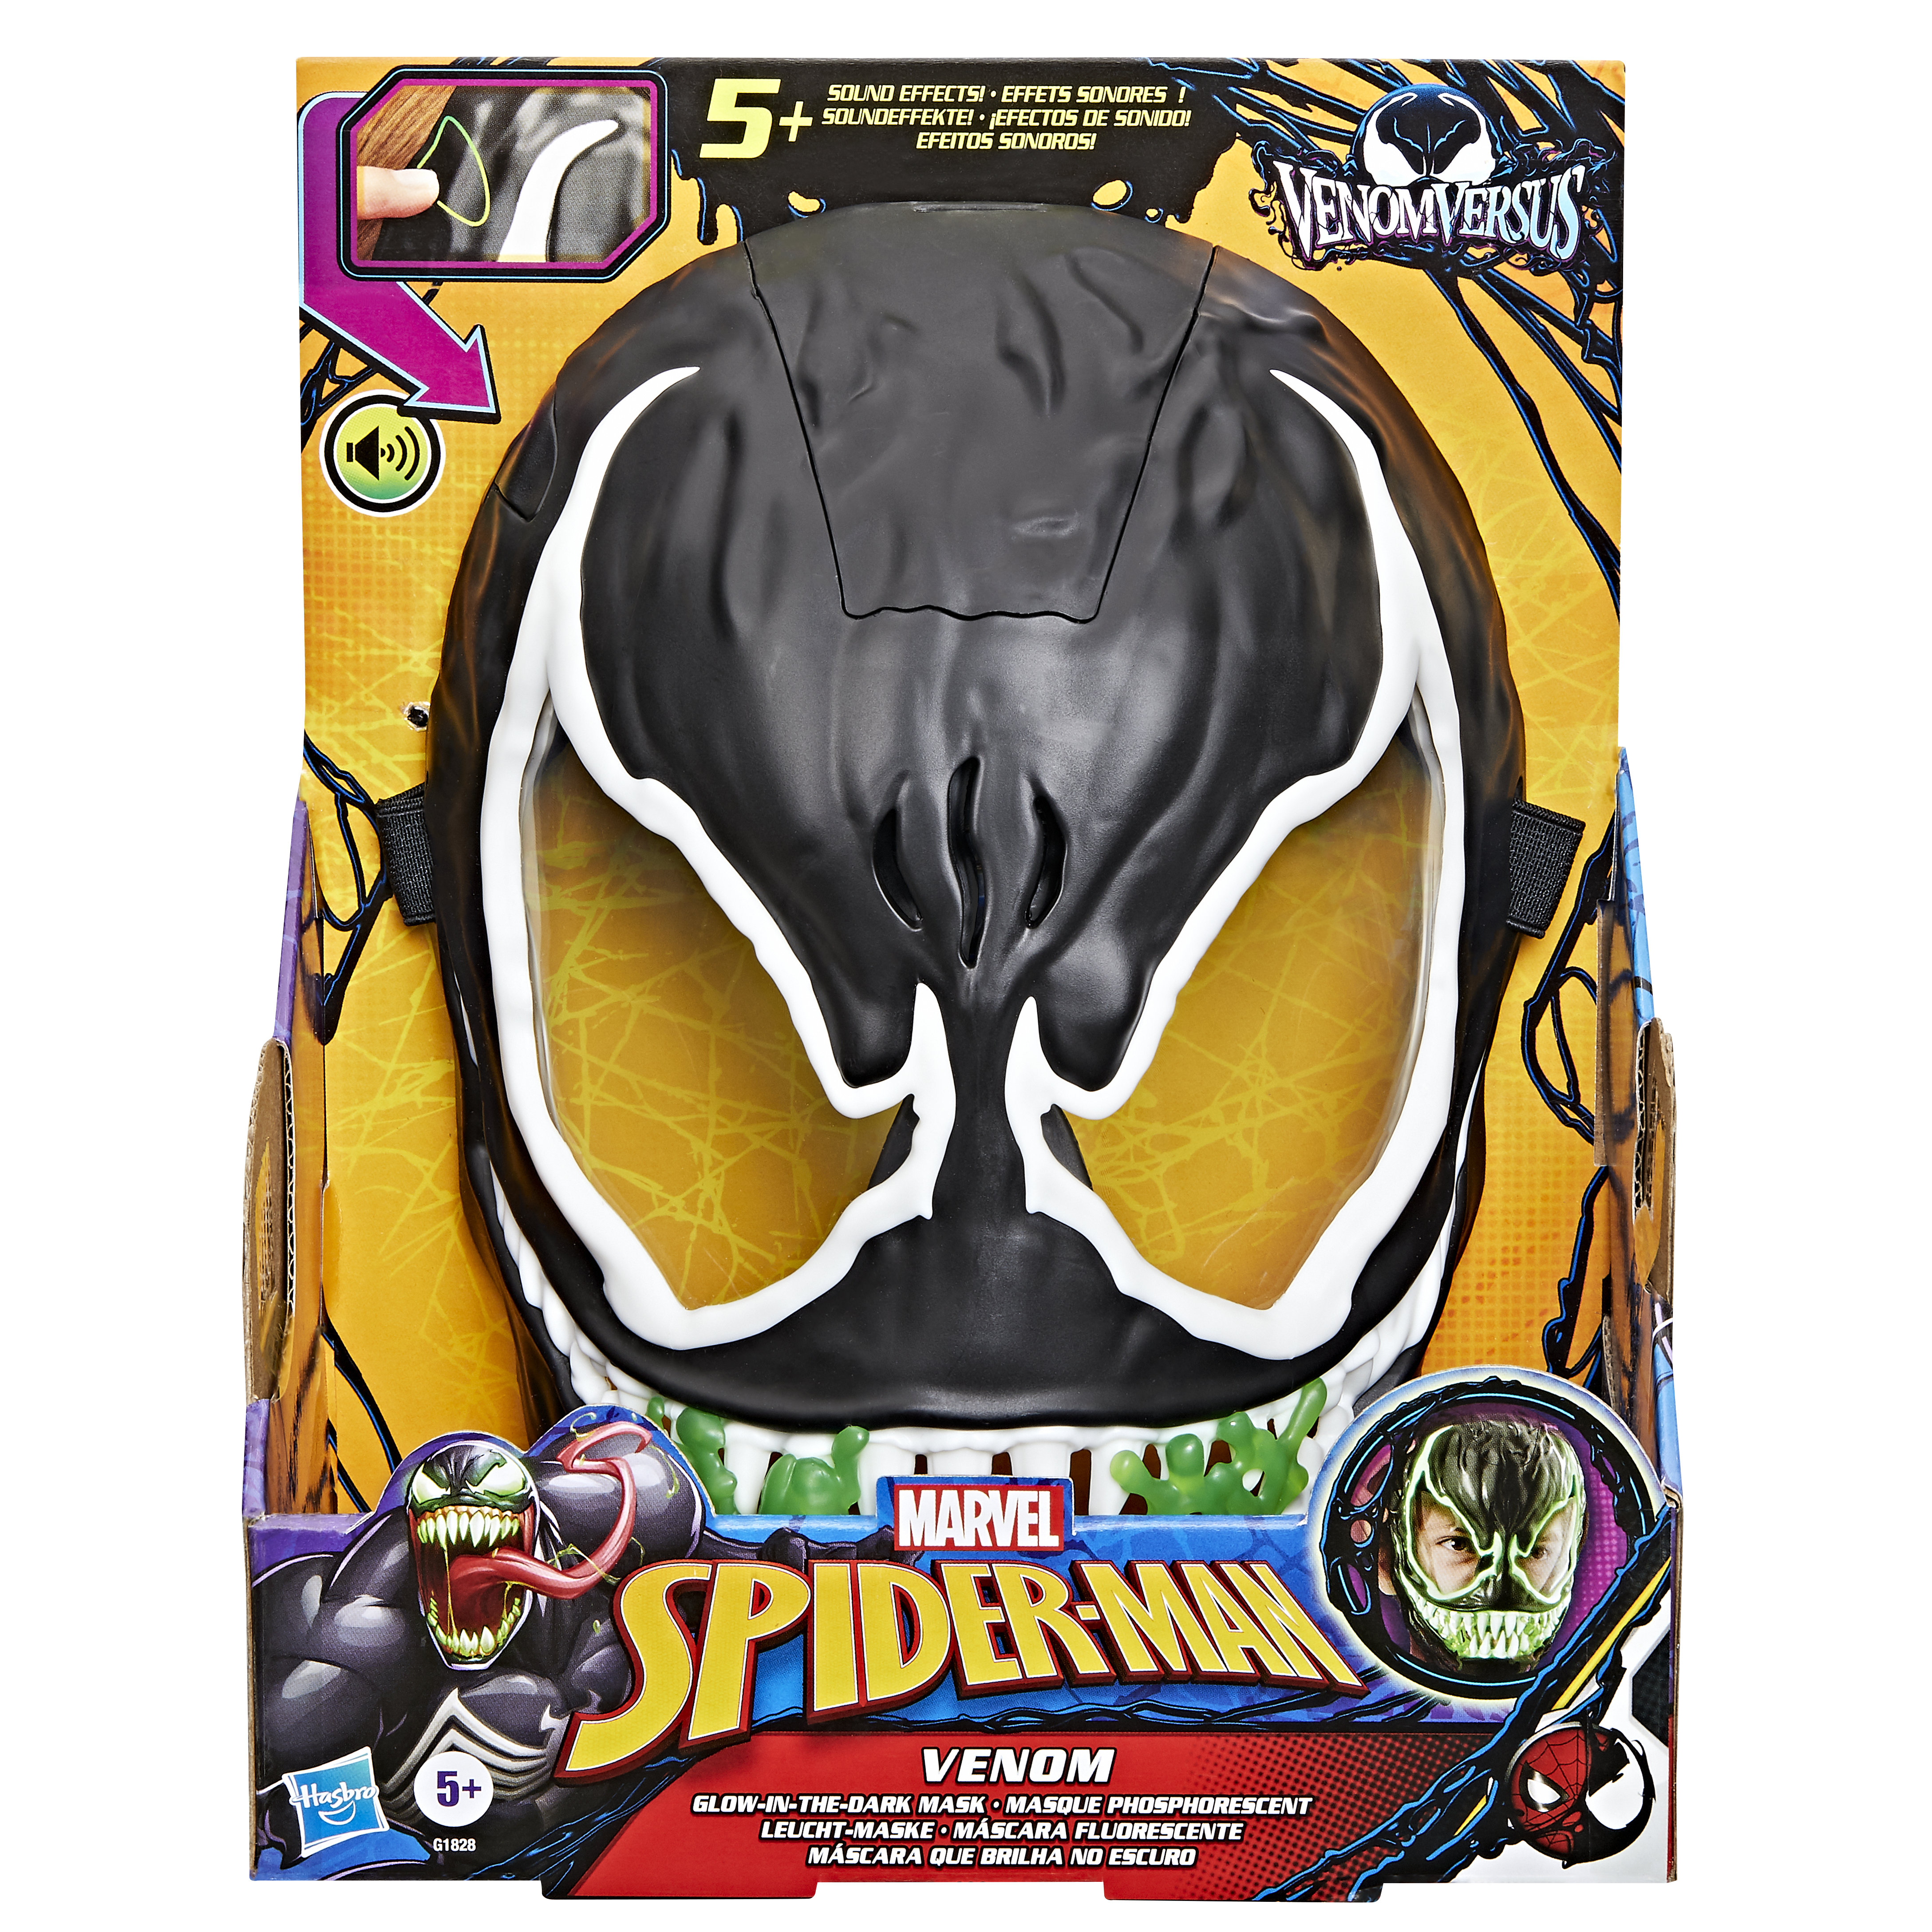 5+
SOUND EFFECTS! • EFFETS SONORES !
SOUNDEFFEKTE! • ¡EFECTOS DE SONIDO!
EFEITOS SONOROS!
VENOMVERSUS
MARVEL
SPIDER-MAN
VENOM
GLOW-IN-THE-DARK MASK • MASQUE PHOSPHORESCENT
LEUCHT-MASKE • MÁSCARA FLUORESCENTE
MÁSCARA QUE BRILHA NO ESCURO
Hasbro
5+
G1828